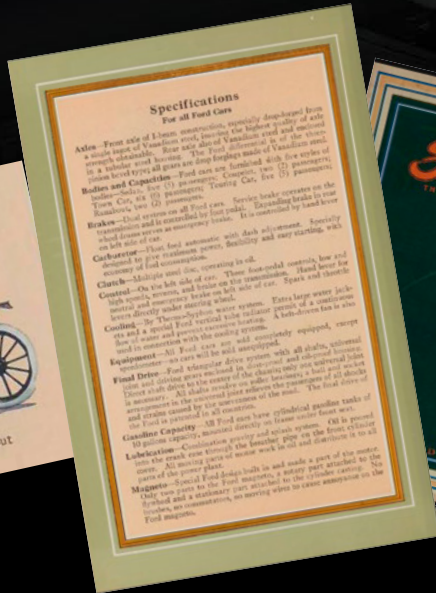 Specifications
For all Ford Cars
Axles—Front axle of I-beam construction, especially drop-forged from
a single ingot of Vanadium steel, insuring the highest quality of axle
strength obtainable. Rear axle also of Vanadium steel and enclosed
in a tubular steel housing. The Ford differential is of the three-
pinion bevel type; all gears are drop forgings made of Vanadium steel.
Bodies and Capacities—Ford cars are furnished with five styles of
bodies—Sedan, five (5) passengers; Coupelet, two (2) passengers;
Town Car, six (6) passengers; Touring Car, five (5) passengers;
Runabout, two (2) passengers.
Brakes—Dual system on all Ford cars. Service brake operates on the
transmission and is controlled by foot pedal. Expanding brake in rear
wheel drums serves as emergency brake. It is controlled by hand lever
on left side of car.
Carburetor—Float feed automatic with dash adjustment. Specially
designed to give maximum power, flexibility and easy starting, with
economy of fuel consumption.
Clutch—Multiple steel disc, operating in oil.
Control—On the left side of car. Three foot-pedal controls, low and
high speeds, reverse, and brake on the transmission. Hand lever for
neutral and emergency brake on left side of car. Spark and throttle
levers directly under steering wheel.
Cooling—By Thermo-Syphon water system. Extra large water jack-
ets and a special Ford vertical tube radiator permit of a continuous
flow of water and prevent excessive heating. A belt-driven fan is also
used in connection with the cooling system.
Equipment—All Ford cars are sold completely equipped, except
speedometer—no cars will be sold unequipped.
Final Drive—Ford triangular drive system with all shafts, universal
joint and driving gears enclosed in dust-proof and oil-proof housing.
Direct shaft drive to the center of the chassis; only one universal joint
is necessary. All shafts revolve on roller bearings; a ball and socket
arrangement in the universal joint relieves the passengers of all shocks
and strains caused by the unevenness of the road. The final drive of
the Ford is patented in all countries.
Gasoline Capacity—All Ford cars have cylindrical gasoline tanks of
10 gallons capacity, mounted directly on frame under front seat.
Lubrication—Combination gravity and splash system. Oil is poured
into the crank case through the breather pipe on the front cylinder
cover. All moving parts of motor work in oil and distribute it to all
parts of the power plant.
Magneto—Special Ford design built in and made a part of the motor.
Only two parts to the Ford magneto, a rotary part attached to the
flywheel and a stationary part attached to the cylinder casting. No
brushes, no commutators, no moving wires to cause annoyance on the
Ford magneto.